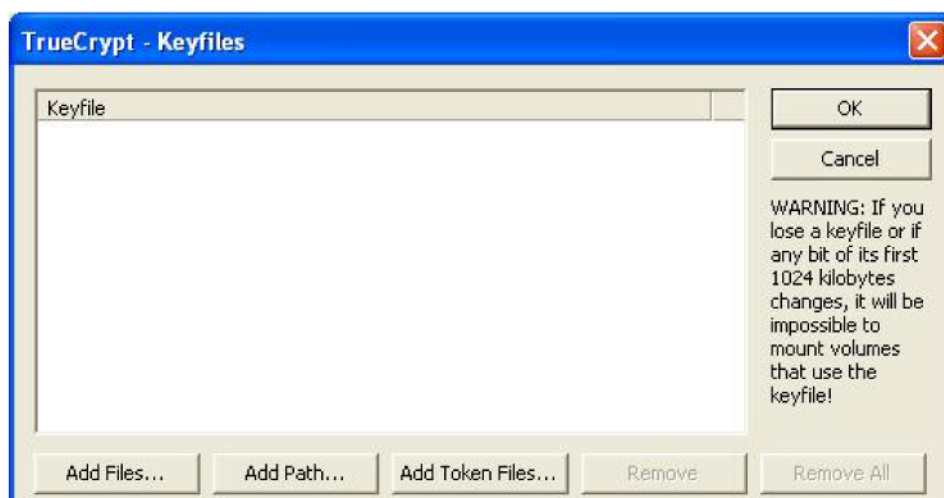 TrueCrypt - Keyfiles
Keyfile
OK
Cancel
WARNING: If you
lose a keyfile or if
any bit of its first
1024 kilobytes
changes, it will be
impossible to
mount volumes
that use the
keyfile!
Add Files... Add Path... Add Token Files... Remove Remove All